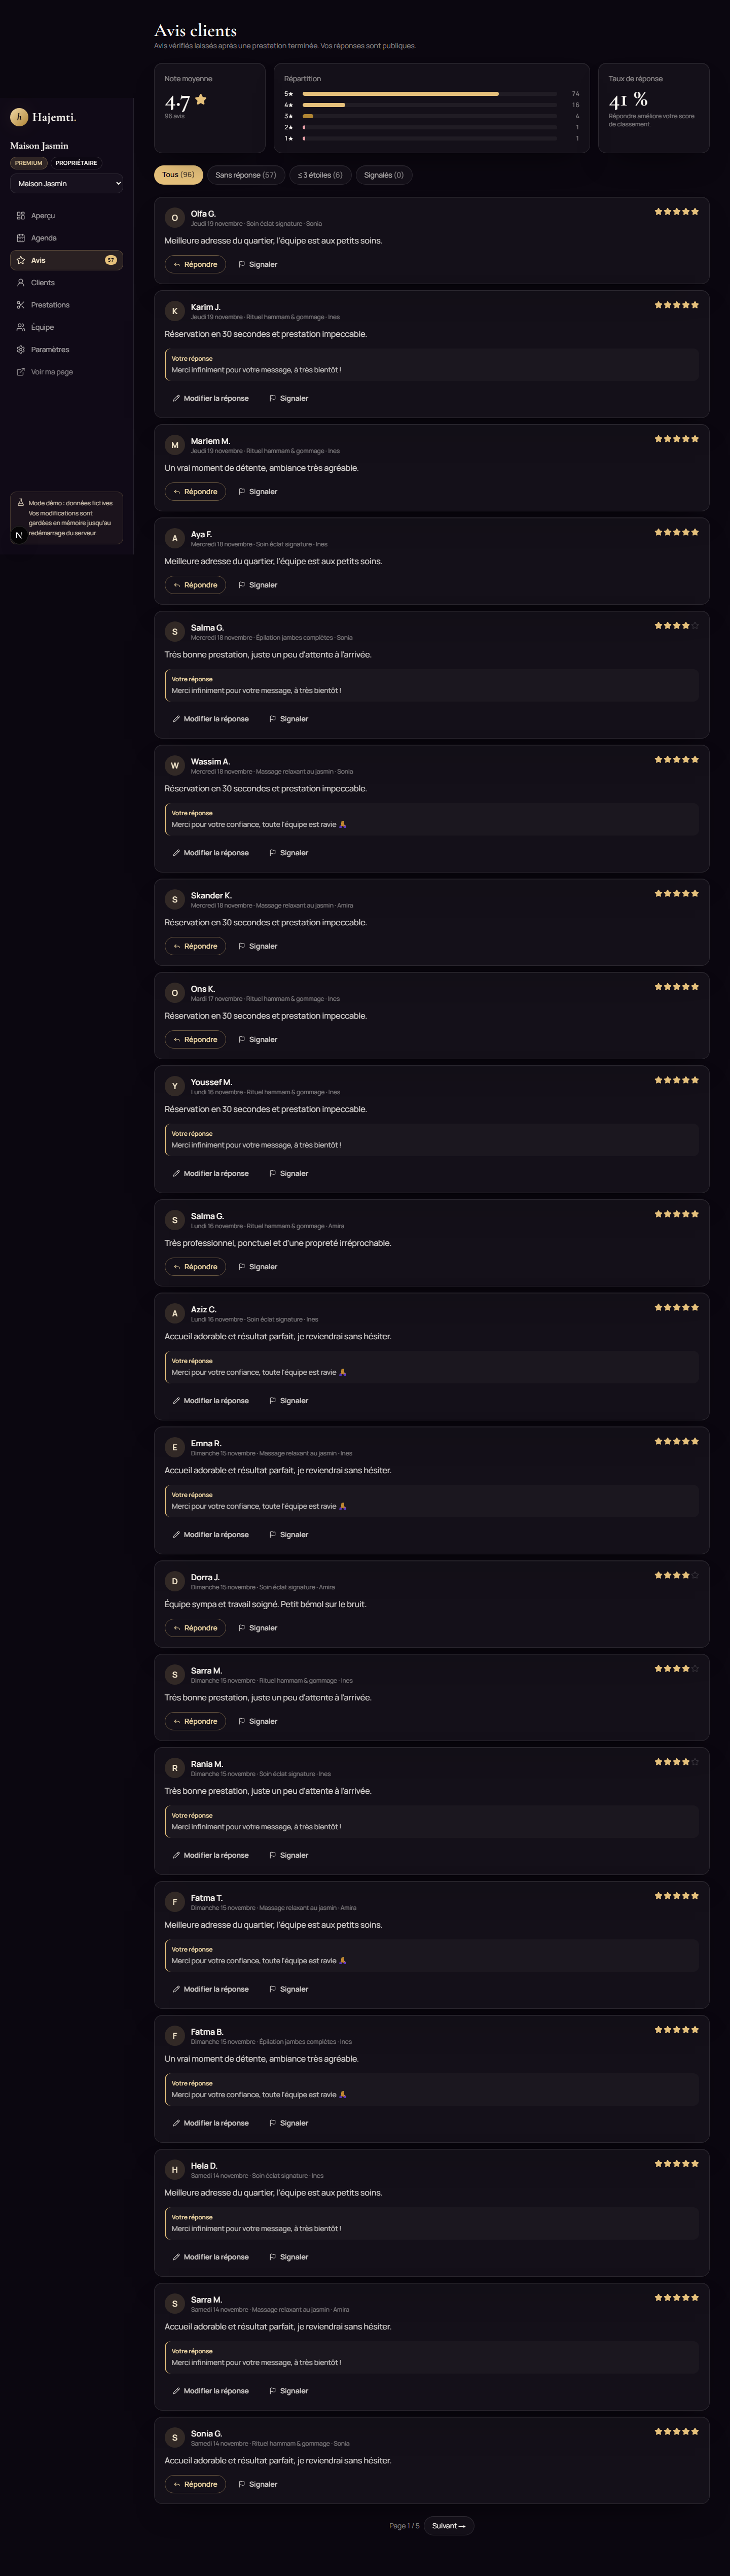 Avis clients
Avis vérifiés laissés après une prestation terminée. Vos réponses sont publiques.
h Hajemti.
Maison Jasmin
PREMIUM PROPRIÉTAIRE
Maison Jasmin
Aperçu
Agenda
Avis 57
Clients
Prestations
Équipe
Paramètres
Voir ma page
Mode démo : données fictives.
Vos modifications sont
gardées en mémoire jusqu'au
redémarrage du serveur.
N
Note moyenne
4.7
96 avis
Répartition
5★ 74
4★ 16
3★ 4
2★ 1
1★ 1
Taux de réponse
41 %
Répondre améliore votre score
de classement.
Tous (96) Sans réponse (57) ≤ 3 étoiles (6) Signalés (0)
O Olfa G.
Jeudi 19 novembre · Soin éclat signature · Sonia
Meilleure adresse du quartier, l'équipe est aux petits soins.
Répondre Signaler
K Karim J.
Jeudi 19 novembre · Rituel hammam & gommage · Ines
Réservation en 30 secondes et prestation impeccable.
Votre réponse
Merci infiniment pour votre message, à très bientôt !
Modifier la réponse Signaler
M Mariem M.
Jeudi 19 novembre · Rituel hammam & gommage · Ines
Un vrai moment de détente, ambiance très agréable.
Répondre Signaler
A Aya F.
Mercredi 18 novembre · Soin éclat signature · Ines
Meilleure adresse du quartier, l'équipe est aux petits soins.
Répondre Signaler
S Salma G.
Mercredi 18 novembre · Épilation jambes complètes · Sonia
Très bonne prestation, juste un peu d'attente à l'arrivée.
Votre réponse
Merci infiniment pour votre message, à très bientôt !
Modifier la réponse Signaler
W Wassim A.
Mercredi 18 novembre · Massage relaxant au jasmin · Sonia
Réservation en 30 secondes et prestation impeccable.
Votre réponse
Merci pour votre confiance, toute l'équipe est ravie
Modifier la réponse Signaler
S Skander K.
Mercredi 18 novembre · Massage relaxant au jasmin · Amira
Réservation en 30 secondes et prestation impeccable.
Répondre Signaler
O Ons K.
Mardi 17 novembre · Rituel hammam & gommage · Ines
Réservation en 30 secondes et prestation impeccable.
Répondre Signaler
Y Youssef M.
Lundi 16 novembre · Rituel hammam & gommage · Ines
Réservation en 30 secondes et prestation impeccable.
Votre réponse
Merci infiniment pour votre message, à très bientôt !
Modifier la réponse Signaler
S Salma G.
Lundi 16 novembre · Rituel hammam & gommage · Amira
Très professionnel, ponctuel et d'une propreté irréprochable.
Répondre Signaler
A Aziz C.
Lundi 16 novembre · Soin éclat signature · Ines
Accueil adorable et résultat parfait, je reviendrai sans hésiter.
Votre réponse
Merci pour votre confiance, toute l'équipe est ravie
Modifier la réponse Signaler
E Emna R.
Dimanche 15 novembre · Massage relaxant au jasmin · Ines
Accueil adorable et résultat parfait, je reviendrai sans hésiter.
Votre réponse
Merci pour votre confiance, toute l'équipe est ravie
Modifier la réponse Signaler
D Dorra J.
Dimanche 15 novembre · Soin éclat signature · Amira
Équipe sympa et travail soigné. Petit bémol sur le bruit.
Répondre Signaler
S Sarra M.
Dimanche 15 novembre · Rituel hammam & gommage · Ines
Très bonne prestation, juste un peu d'attente à l'arrivée.
Répondre Signaler
R Rania M.
Dimanche 15 novembre · Soin éclat signature · Ines
Très bonne prestation, juste un peu d'attente à l'arrivée.
Votre réponse
Merci infiniment pour votre message, à très bientôt !
Modifier la réponse Signaler
F Fatma T.
Dimanche 15 novembre · Massage relaxant au jasmin · Amira
Meilleure adresse du quartier, l'équipe est aux petits soins.
Votre réponse
Merci pour votre confiance, toute l'équipe est ravie
Modifier la réponse Signaler
F Fatma B.
Dimanche 15 novembre · Épilation jambes complètes · Ines
Un vrai moment de détente, ambiance très agréable.
Votre réponse
Merci pour votre confiance, toute l'équipe est ravie
Modifier la réponse Signaler
H Hela D.
Samedi 14 novembre · Soin éclat signature · Ines
Meilleure adresse du quartier, l'équipe est aux petits soins.
Votre réponse
Merci infiniment pour votre message, à très bientôt !
Modifier la réponse Signaler
S Sarra M.
Samedi 14 novembre · Massage relaxant au jasmin · Amira
Accueil adorable et résultat parfait, je reviendrai sans hésiter.
Votre réponse
Merci infiniment pour votre message, à très bientôt !
Modifier la réponse Signaler
S Sonia G.
Samedi 14 novembre · Rituel hammam & gommage · Sonia
Accueil adorable et résultat parfait, je reviendrai sans hésiter.
Répondre Signaler
Page 1 / 5 Suivant →